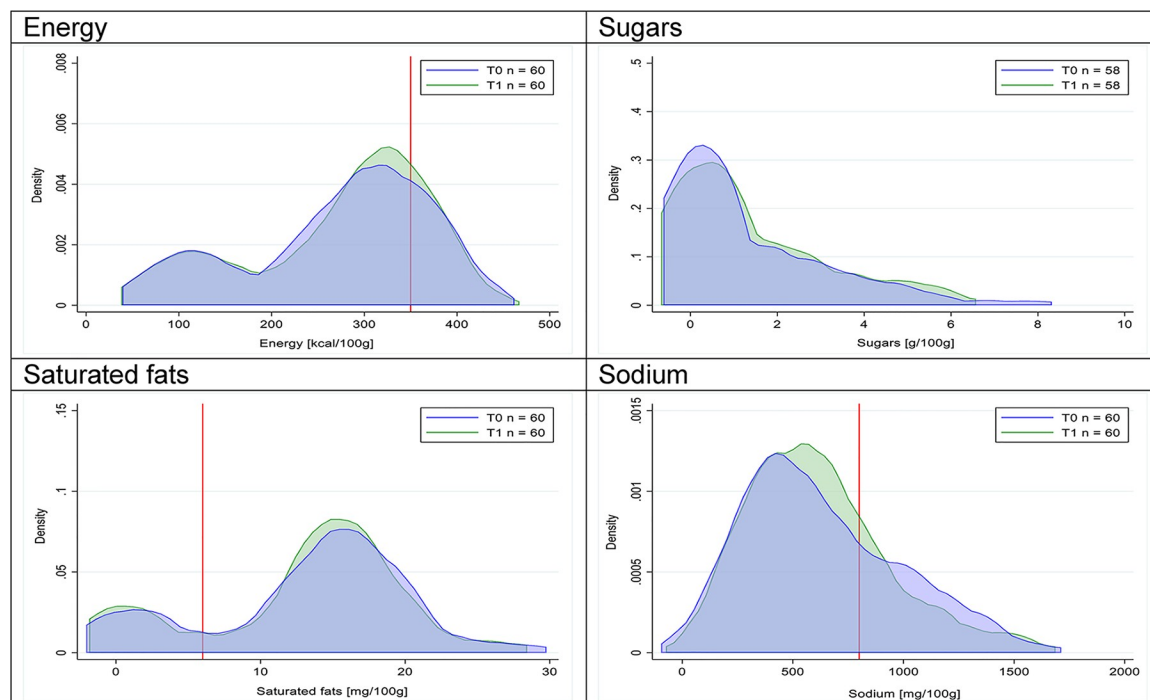 Energy
Sugars
.008
.006
.004
.002
0
Density
T0 n = 60
T1 n = 60
0 100 200 300 400 500
Energy [kcal/100g]
.5
.4
.3
.2
.1
0
Density
T0 n = 58
T1 n = 58
0 2 4 6 8 10
Sugars [g/100g]
Saturated fats
Sodium
.15
.1
.05
0
Density
T0 n = 60
T1 n = 60
0 10 20 30
Saturated fats [mg/100g]
.0015
.001
.0005
0
Density
T0 n = 60
T1 n = 60
0 500 1000 1500 2000
Sodium [mg/100g]